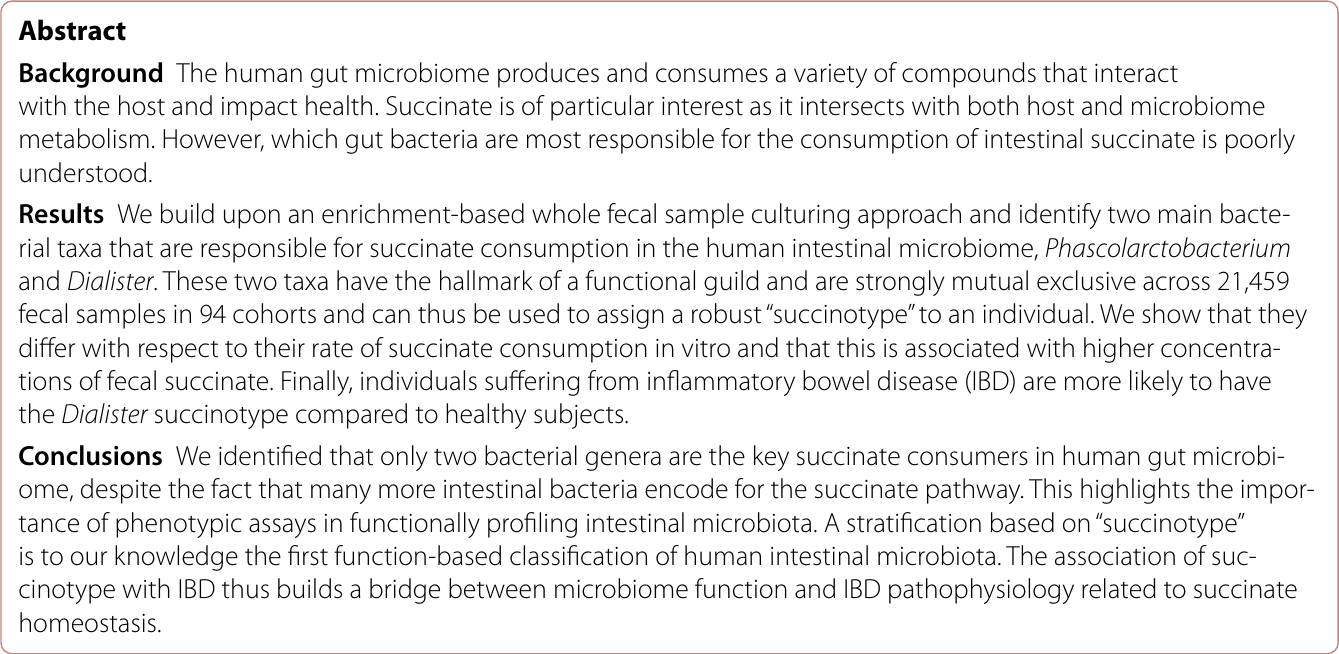 Abstract
Background The human gut microbiome produces and consumes a variety of compounds that interact
with the host and impact health. Succinate is of particular interest as it intersects with both host and microbiome
metabolism. However, which gut bacteria are most responsible for the consumption of intestinal succinate is poorly
understood.
Results We build upon an enrichment-based whole fecal sample culturing approach and identify two main bacte-
rial taxa that are responsible for succinate consumption in the human intestinal microbiome, Phascolarctobacterium
and Dialister. These two taxa have the hallmark of a functional guild and are strongly mutual exclusive across 21,459
fecal samples in 94 cohorts and can thus be used to assign a robust “succinotype” to an individual. We show that they
differ with respect to their rate of succinate consumption in vitro and that this is associated with higher concentra-
tions of fecal succinate. Finally, individuals suffering from inflammatory bowel disease (IBD) are more likely to have
the Dialister succinotype compared to healthy subjects.
Conclusions We identified that only two bacterial genera are the key succinate consumers in human gut microbi-
ome, despite the fact that many more intestinal bacteria encode for the succinate pathway. This highlights the impor-
tance of phenotypic assays in functionally profiling intestinal microbiota. A stratification based on “succinotype”
is to our knowledge the first function-based classification of human intestinal microbiota. The association of suc-
cinotype with IBD thus builds a bridge between microbiome function and IBD pathophysiology related to succinate
homeostasis.